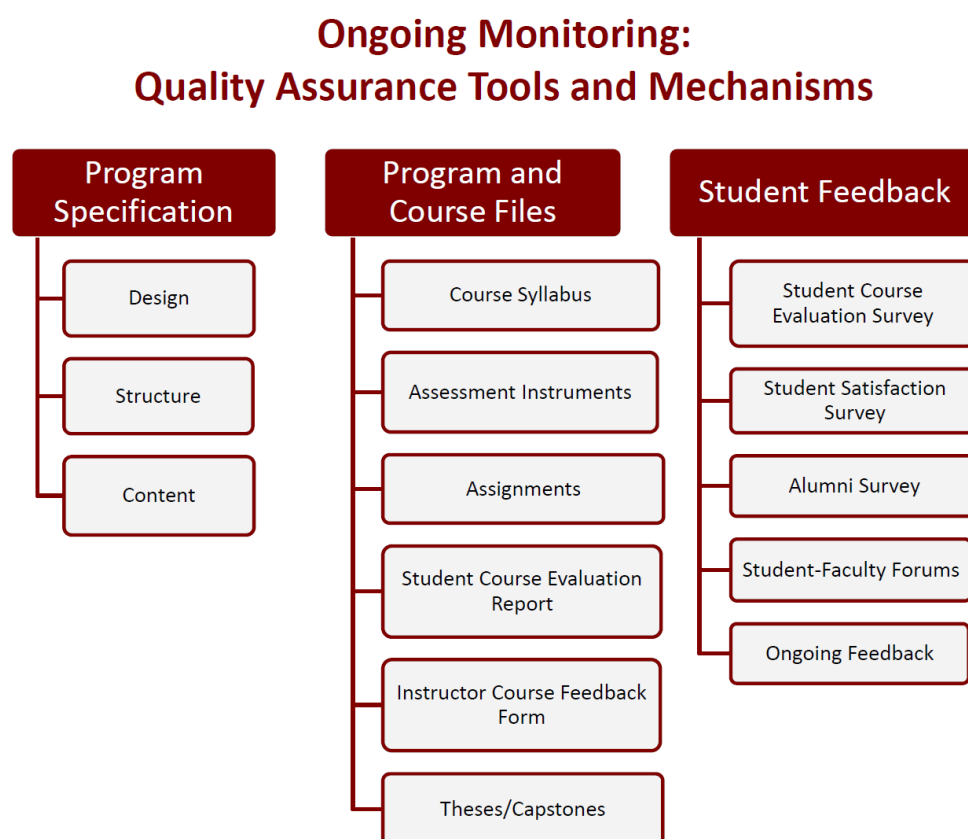 Ongoing Monitoring:
Quality Assurance Tools and Mechanisms
Program
Specification
Design
Structure
Content
Program and
Course Files
Course Syllabus
Assessment Instruments
Assignments
Student Course Evaluation
Report
Instructor Course Feedback
Form
Theses/Capstones
Student Feedback
Student Course
Evaluation Survey
Student Satisfaction
Survey
Alumni Survey
Student-Faculty Forums
Ongoing Feedback